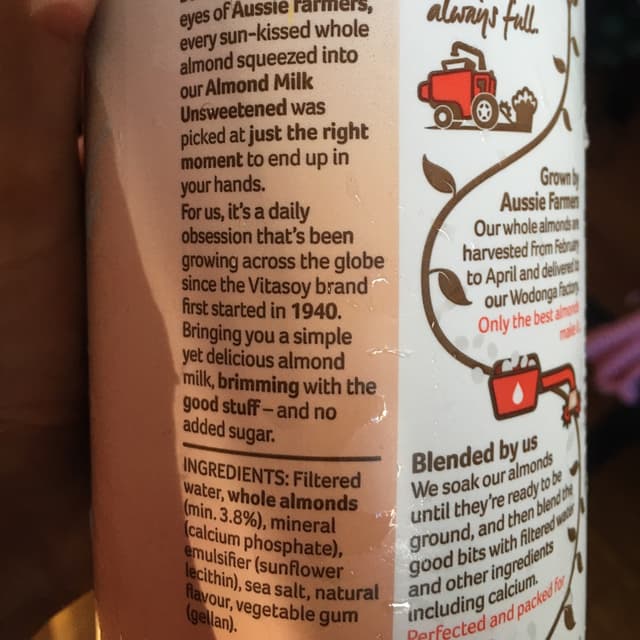 eyes of Aussie Farmers,
every sun-kissed whole
almond squeezed into
our Almond Milk
Unsweetened was
picked at just the right
moment to end up in
your hands.
For us, it's a daily
obsession that's been
growing across the globe
since the Vitasoy brand
first started in 1940.
Bringing you a simple
yet delicious almond
milk, brimming with the
good stuff – and no
added sugar.
INGREDIENTS: Filtered
water, whole almonds
(min. 3.8%), mineral
(calcium phosphate),
emulsifier (sunflower
lecithin), sea salt, natural
flavour, vegetable gum
(gellan).
always full.
Grown by
Aussie Farmers
Our whole almonds are
harvested from February
to April and delivered to
our Wodonga factory.
Only the best almonds
make
Blended by us
We soak our almonds
until they're ready to be
ground, and then blend the
good bits with filtered water
and other ingredients
including calcium.
Perfected and packed for